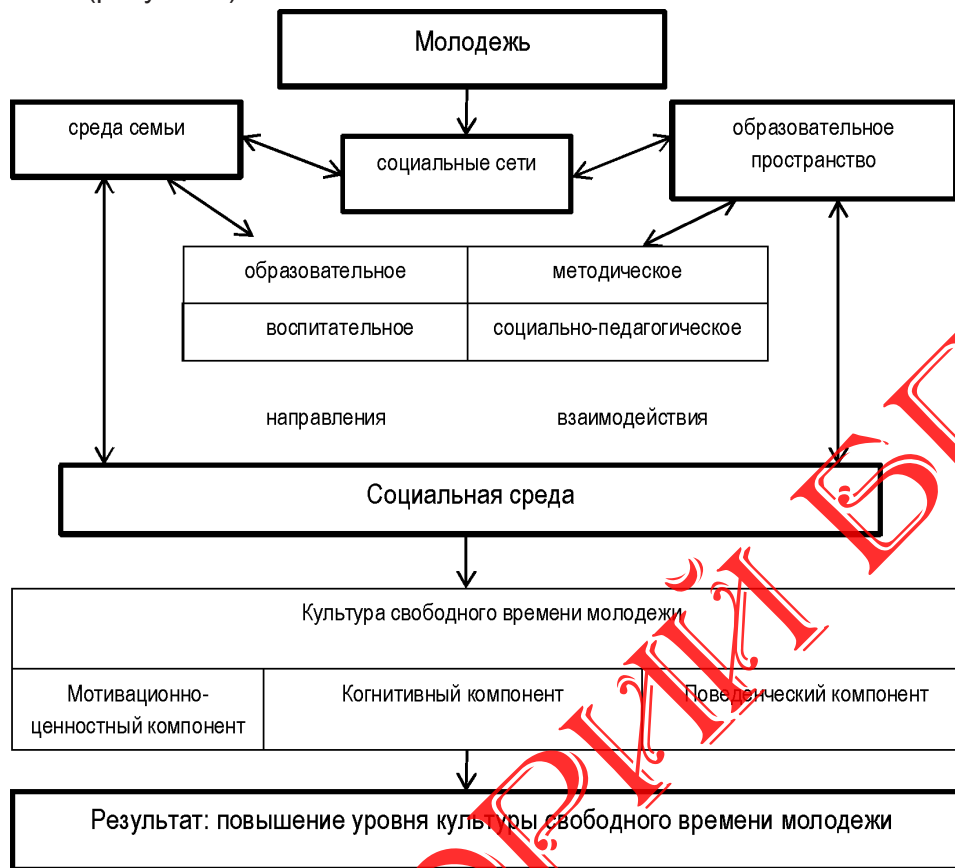 Молодежь
среда семьи
социальные сети
образовательное
пространство
образовательное
методическое
воспитательное
социально-педагогическое
направления
взаимодействия
Социальная среда
Культура свободного времени молодежи
Мотивационно-
ценностный компонент
Когнитивный компонент
Поведенческий компонент
Результат: повышение уровня культуры свободного времени молодежи